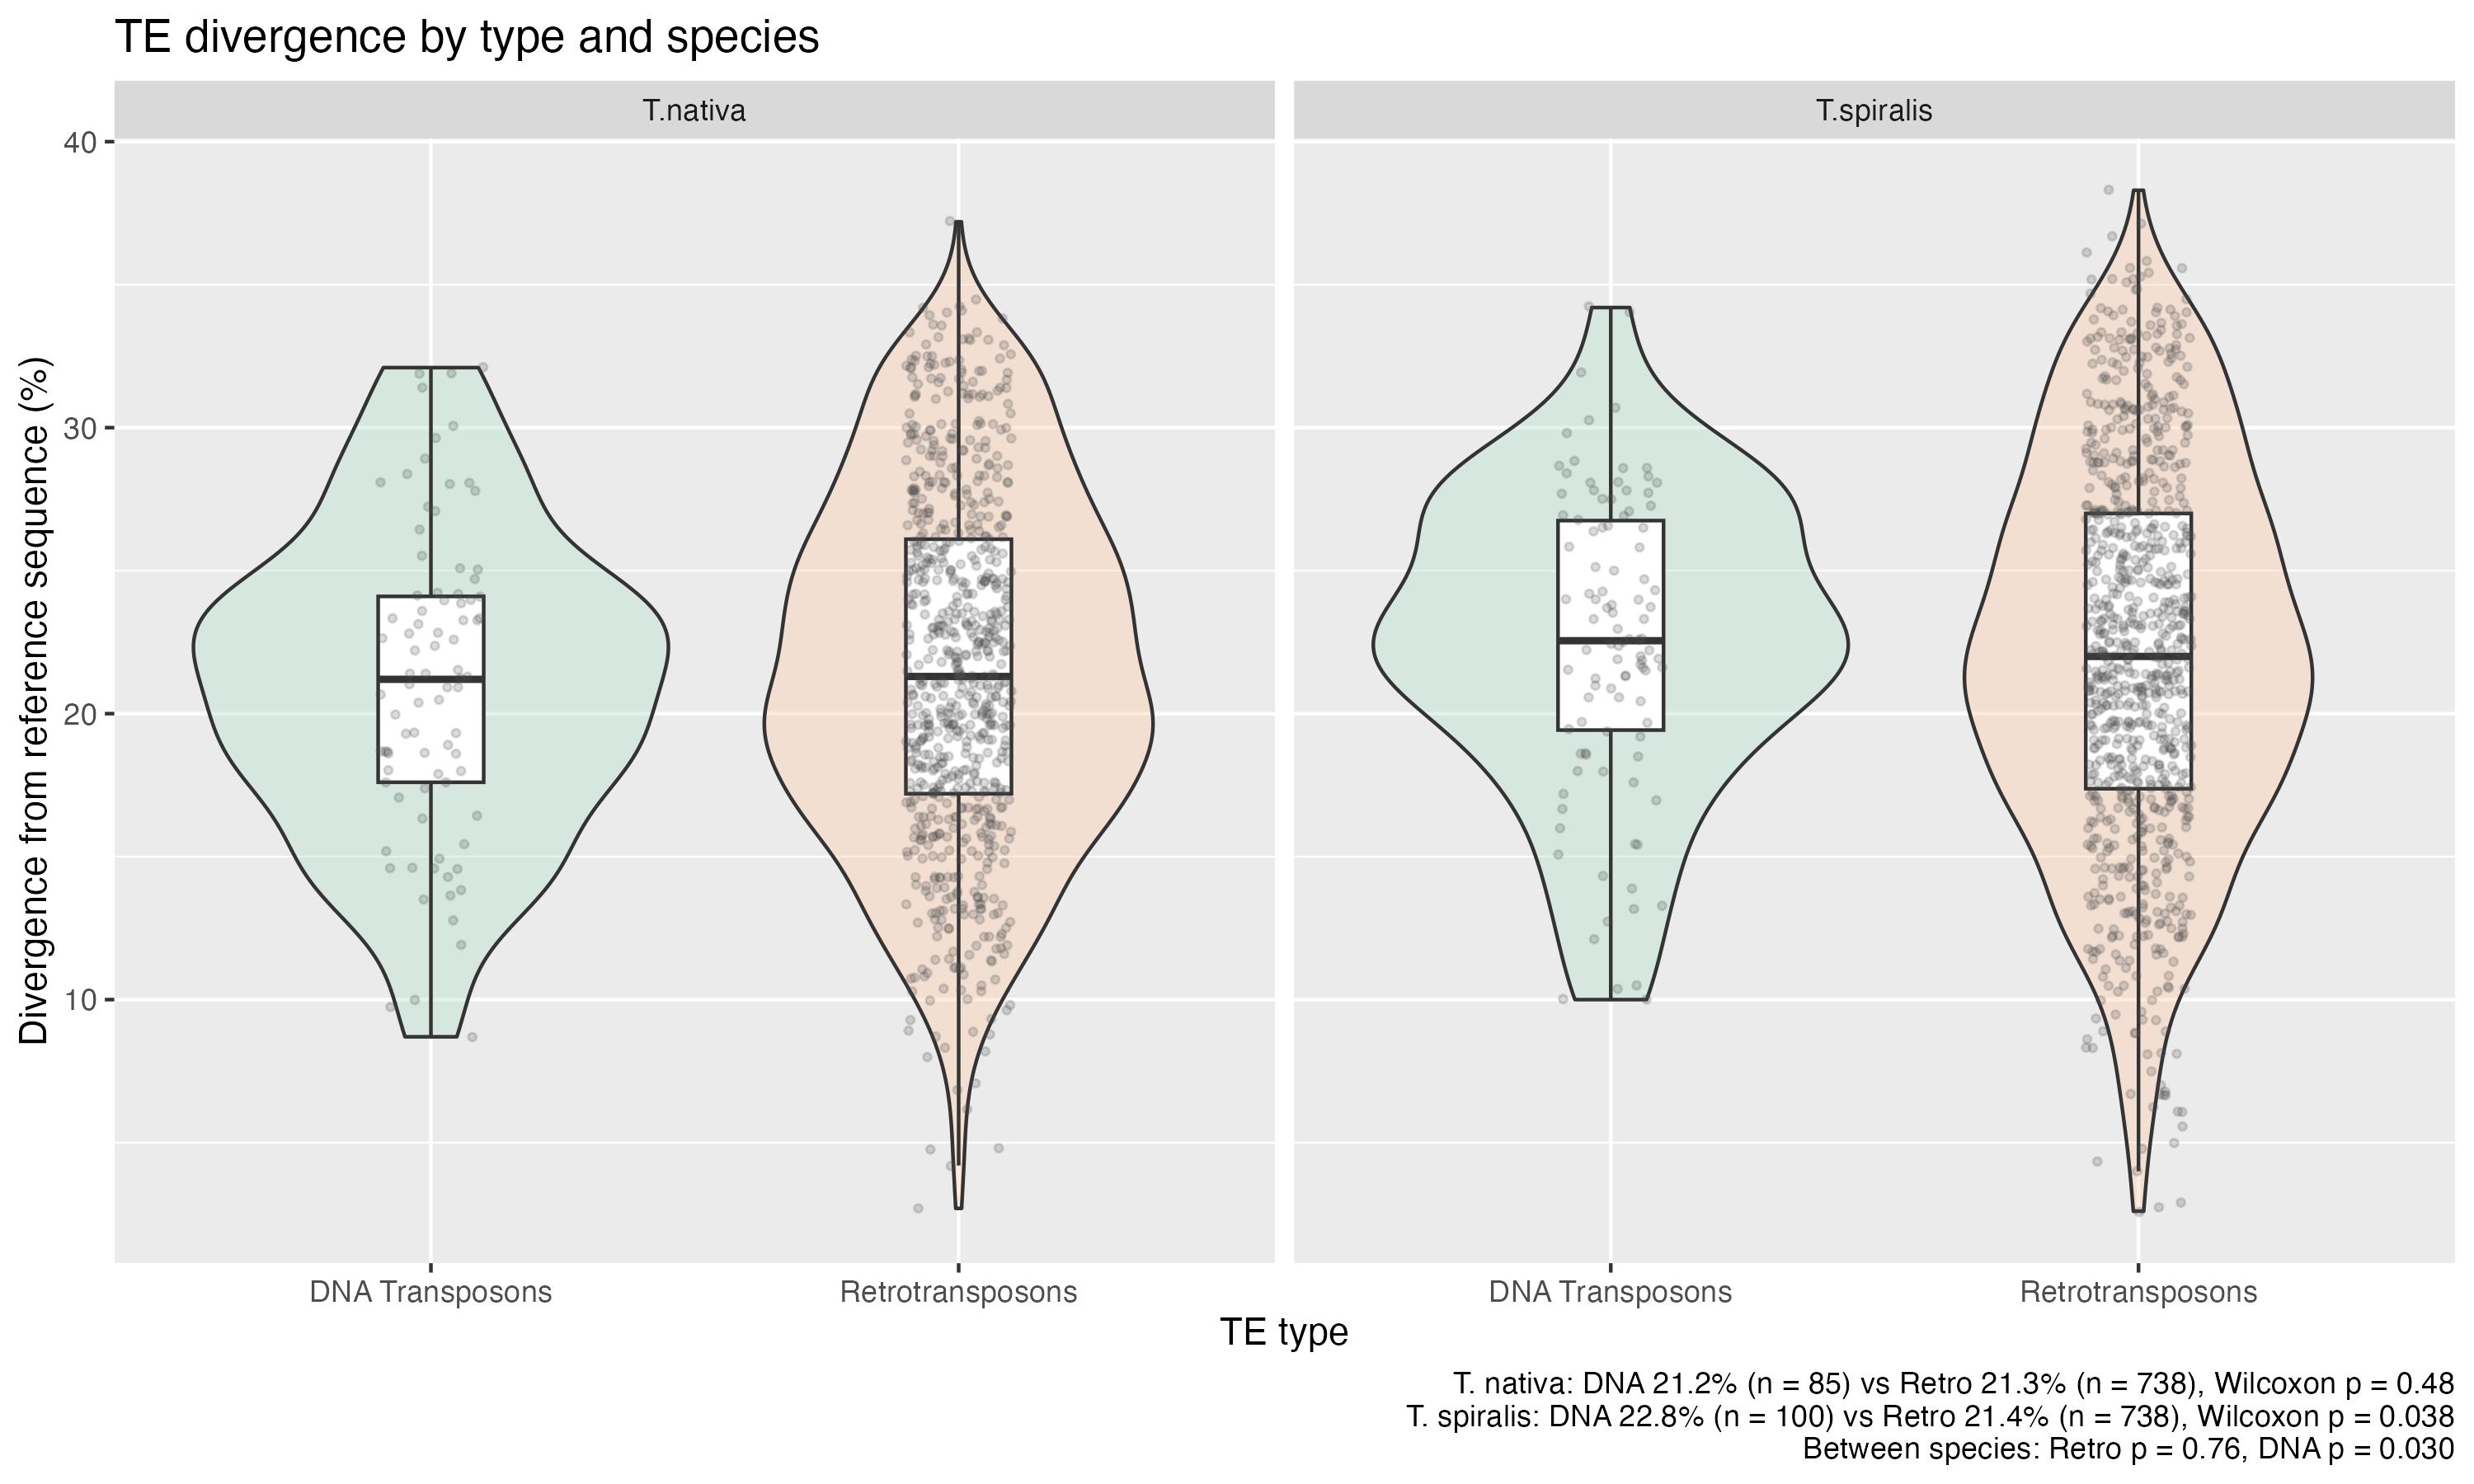 TE divergence by type and species
T.nativa
T.spiralis
Divergence from reference sequence (%)
40
30
20
10
DNA Transposons
Retrotransposons
DNA Transposons
Retrotransposons
TE type
T. nativa: DNA 21.2% (n = 85) vs Retro 21.3% (n = 738), Wilcoxon p = 0.48
T. spiralis: DNA 22.8% (n = 100) vs Retro 21.4% (n = 738), Wilcoxon p = 0.038
Between species: Retro p = 0.76, DNA p = 0.030